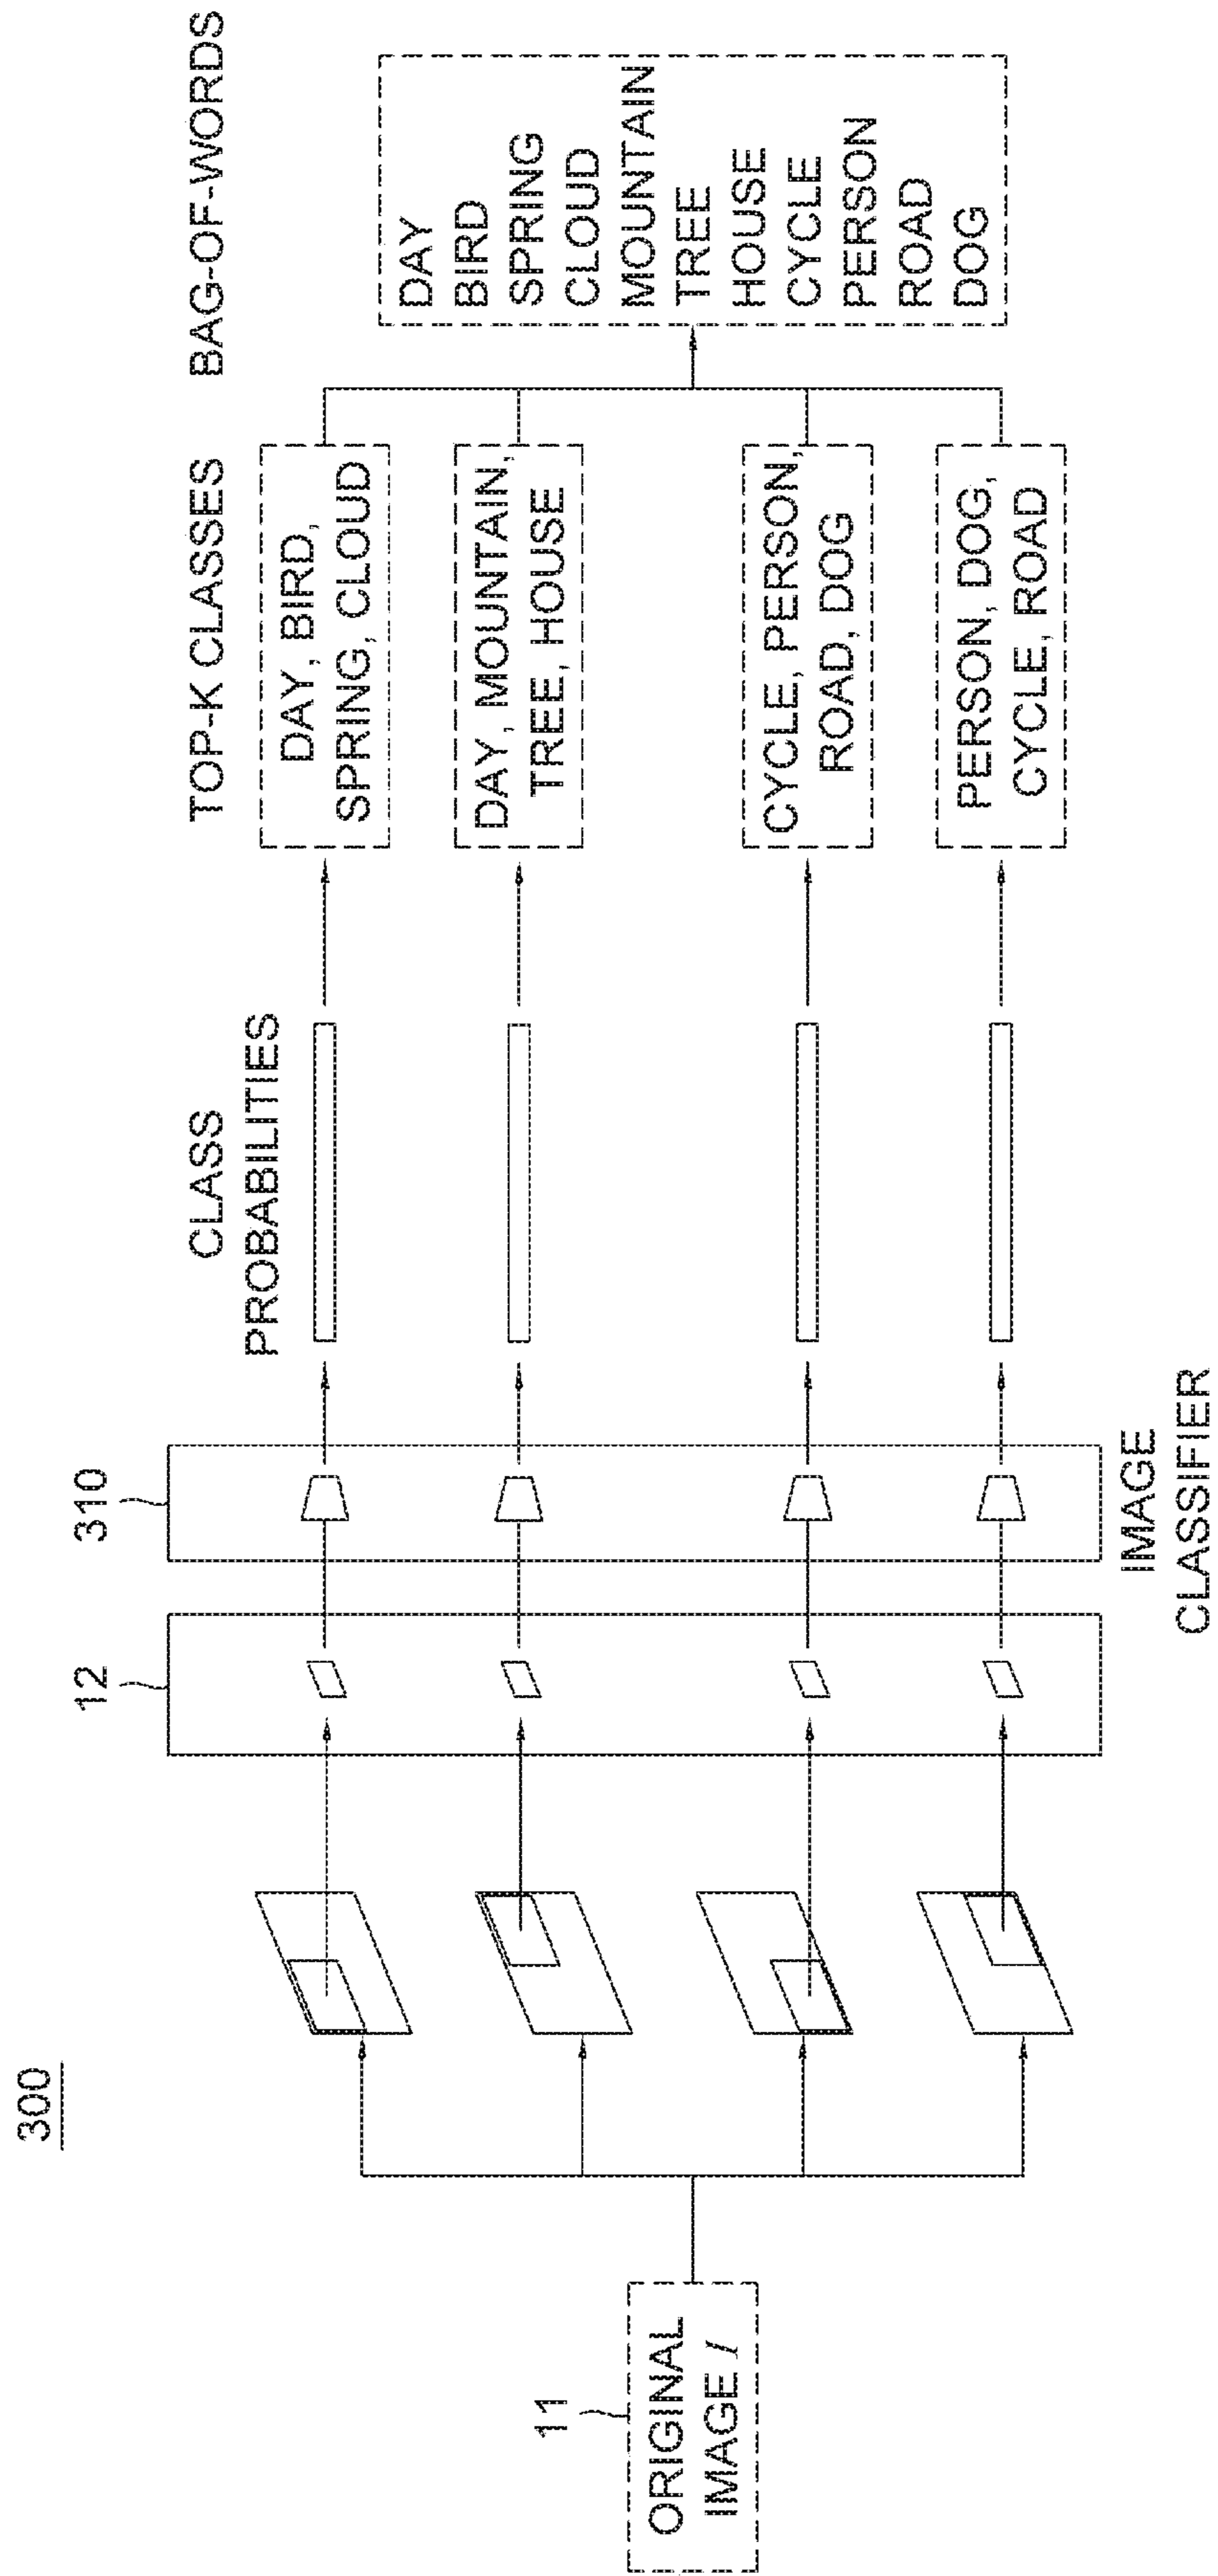 300
11
ORIGINAL
IMAGE I
12
310
IMAGE
CLASSIFIER
CLASS
PROBABILITIES
TOP-K CLASSES
DAY, BIRD,
SPRING, CLOUD
DAY, MOUNTAIN,
TREE, HOUSE
CYCLE, PERSON,
ROAD, DOG
PERSON, DOG,
CYCLE, ROAD
BAG-OF-WORDS
DAY
BIRD
SPRING
CLOUD
MOUNTAIN
TREE
HOUSE
CYCLE
PERSON
ROAD
DOG